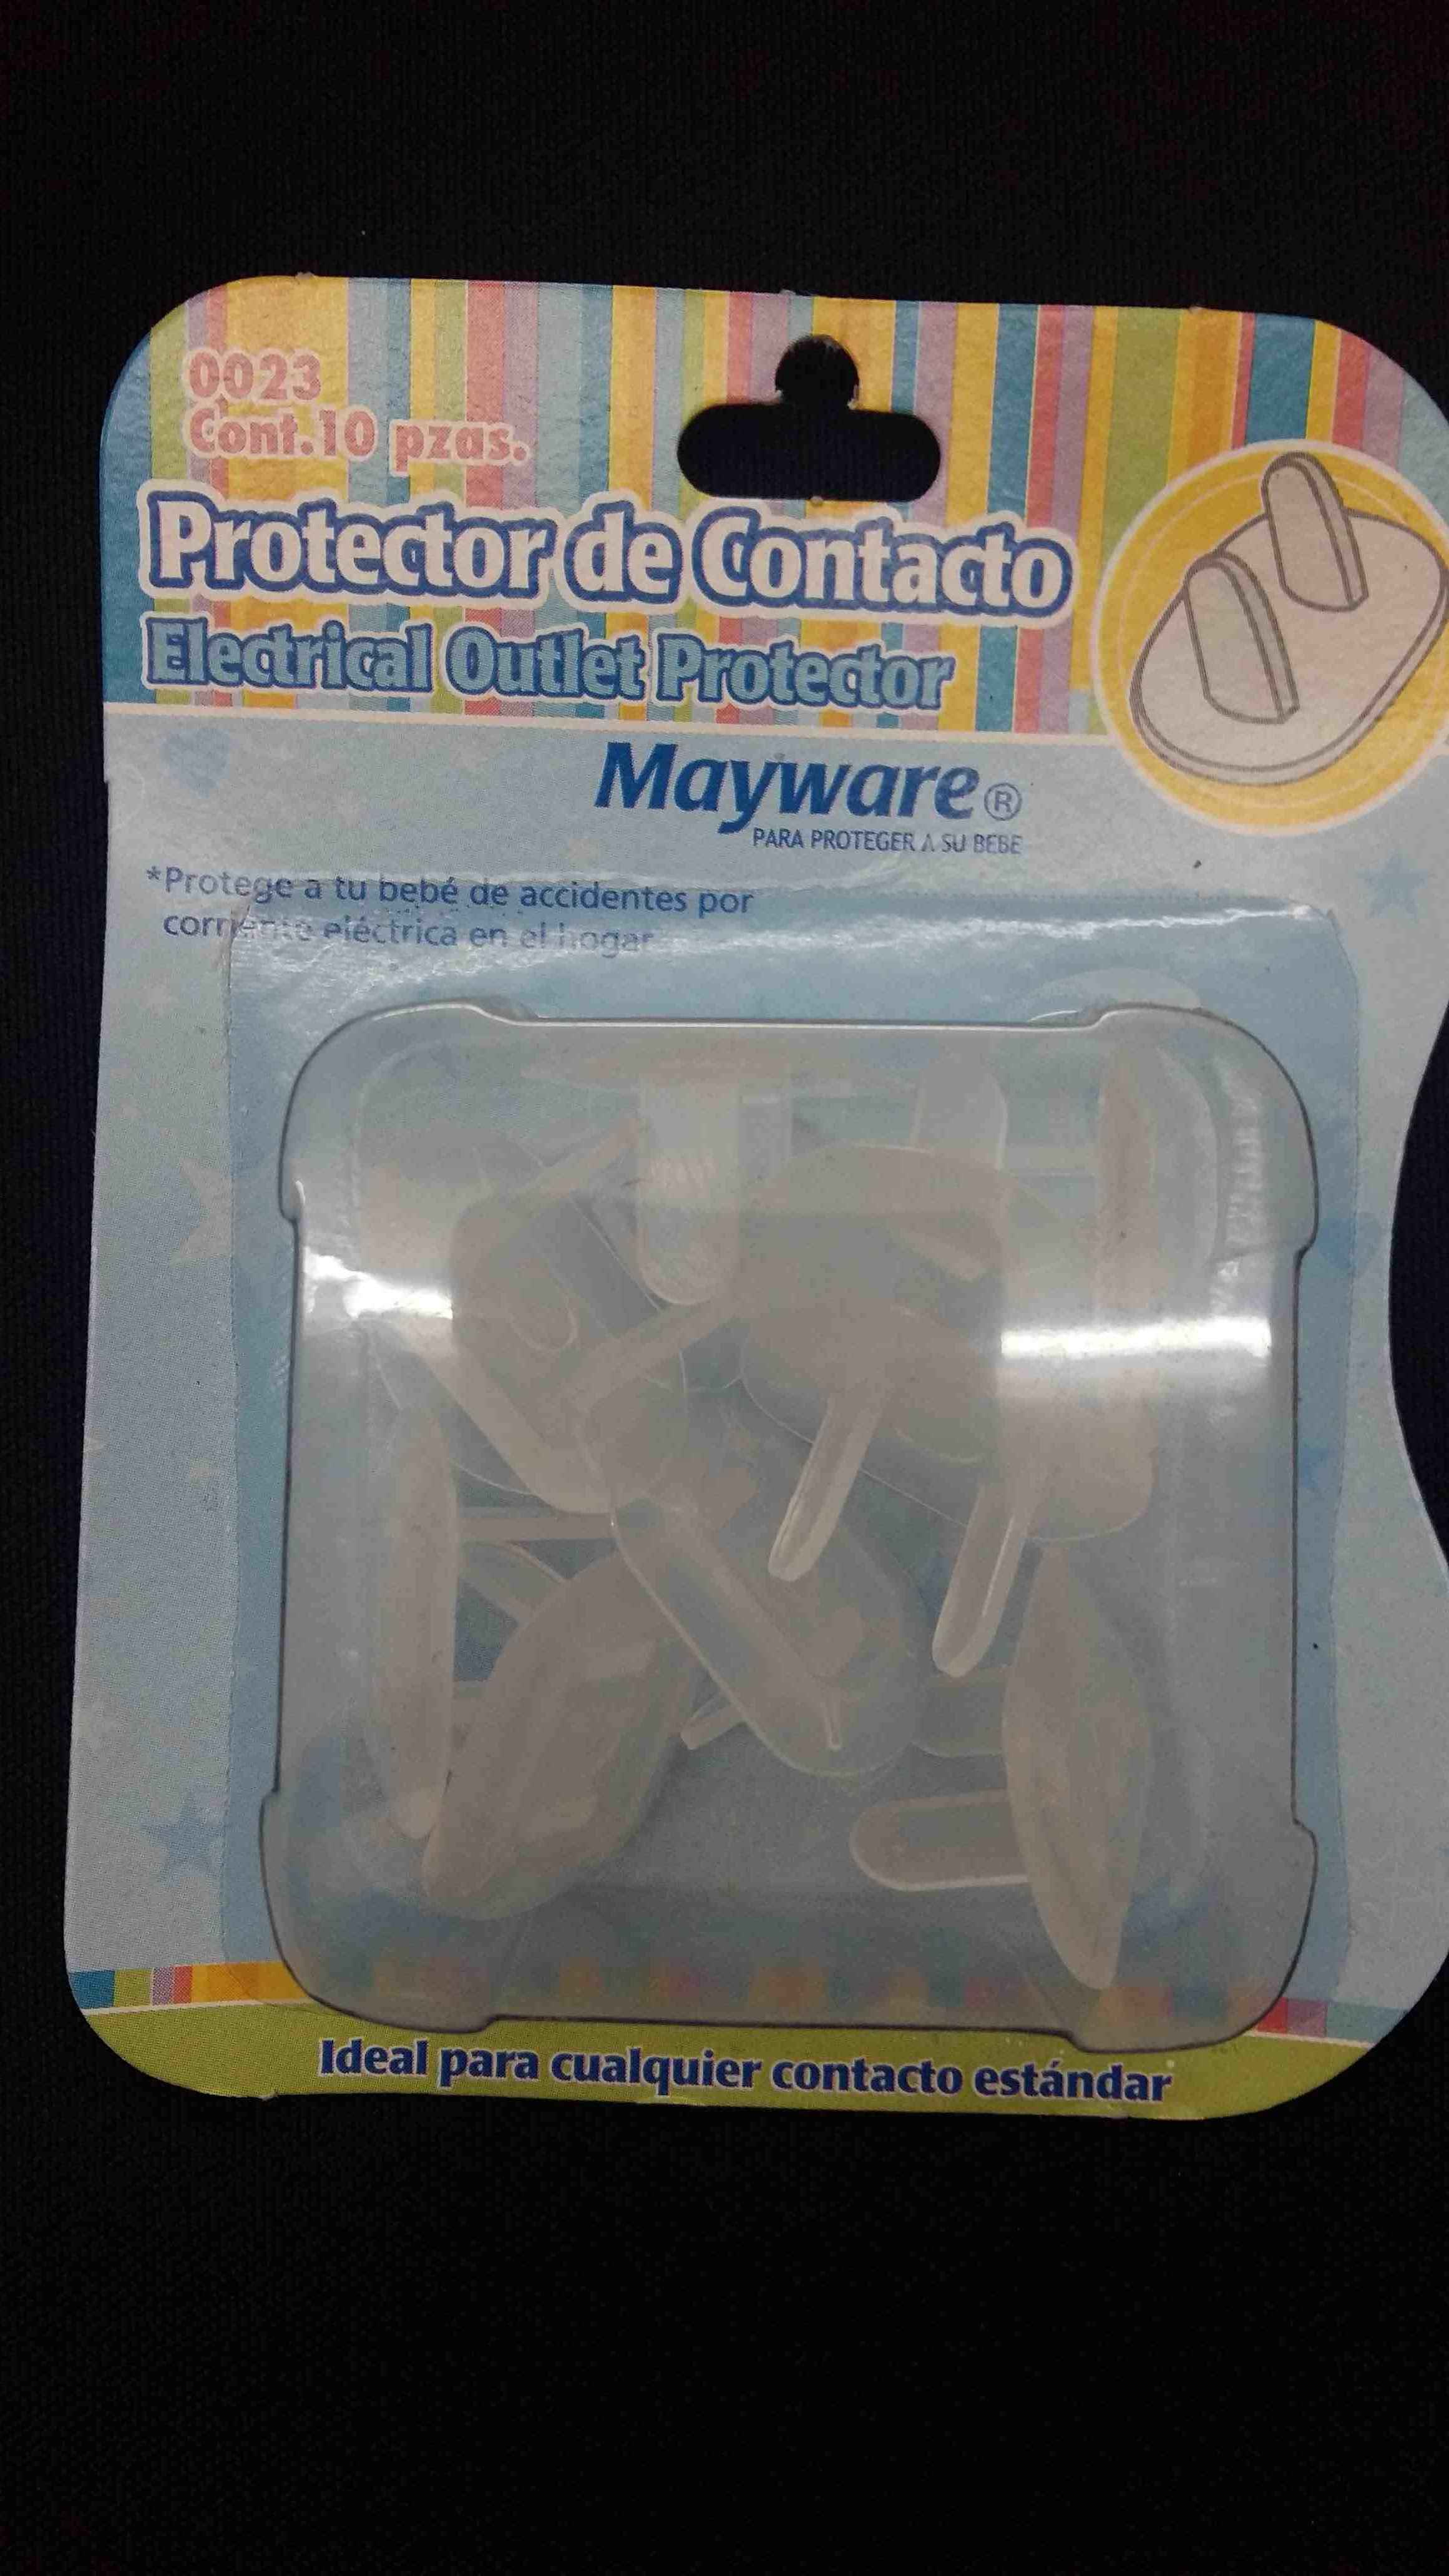 0023
Cont.10 pzas.
Protector de Contacto
Electrical Outlet Protector
Mayware®
PARA PROTEGER A SU BEBE
*Protege a tu bebé de accidentes por
corriente eléctrica en el hogar
Ideal para cualquier contacto estándar